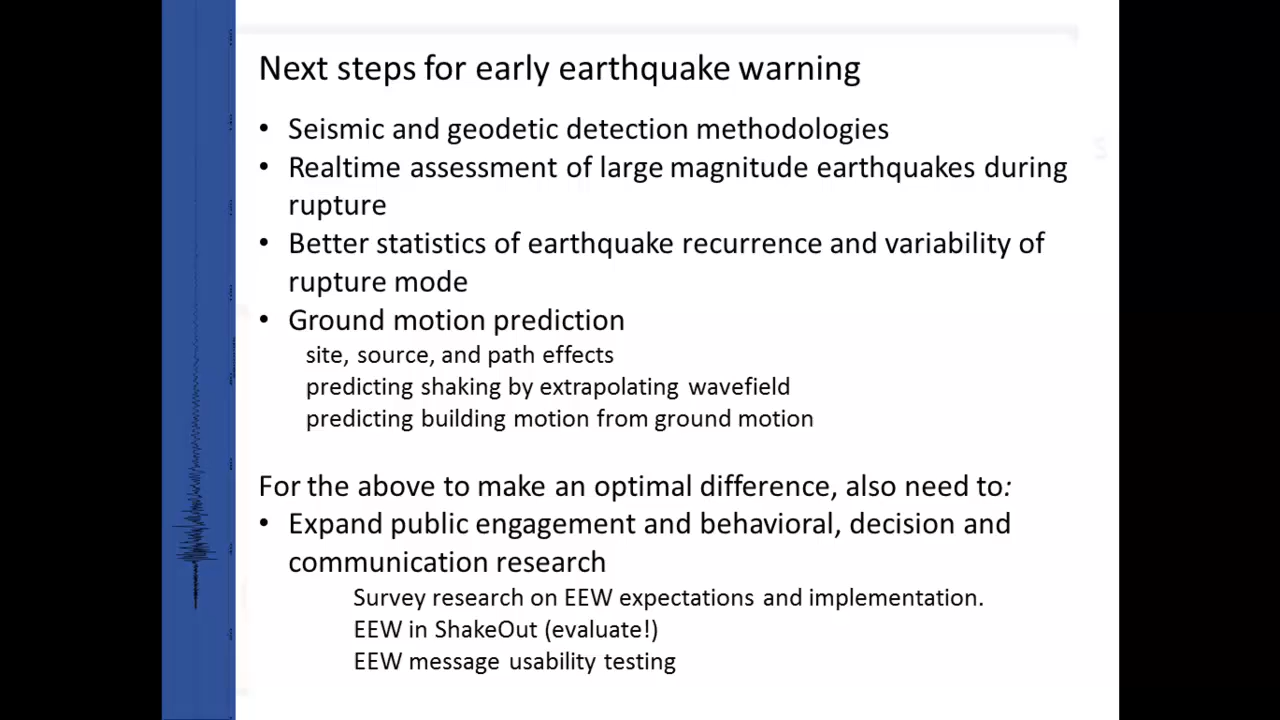 Next steps for early earthquake warning
• Seismic and geodetic detection methodologies
• Realtime assessment of large magnitude earthquakes during
rupture
• Better statistics of earthquake recurrence and variability of
rupture mode
• Ground motion prediction
site, source, and path effects
predicting shaking by extrapolating wavefield
predicting building motion from ground motion
For the above to make an optimal difference, also need to:
• Expand public engagement and behavioral, decision and
communication research
Survey research on EEW expectations and implementation.
EEW in ShakeOut (evaluate!)
EEW message usability testing